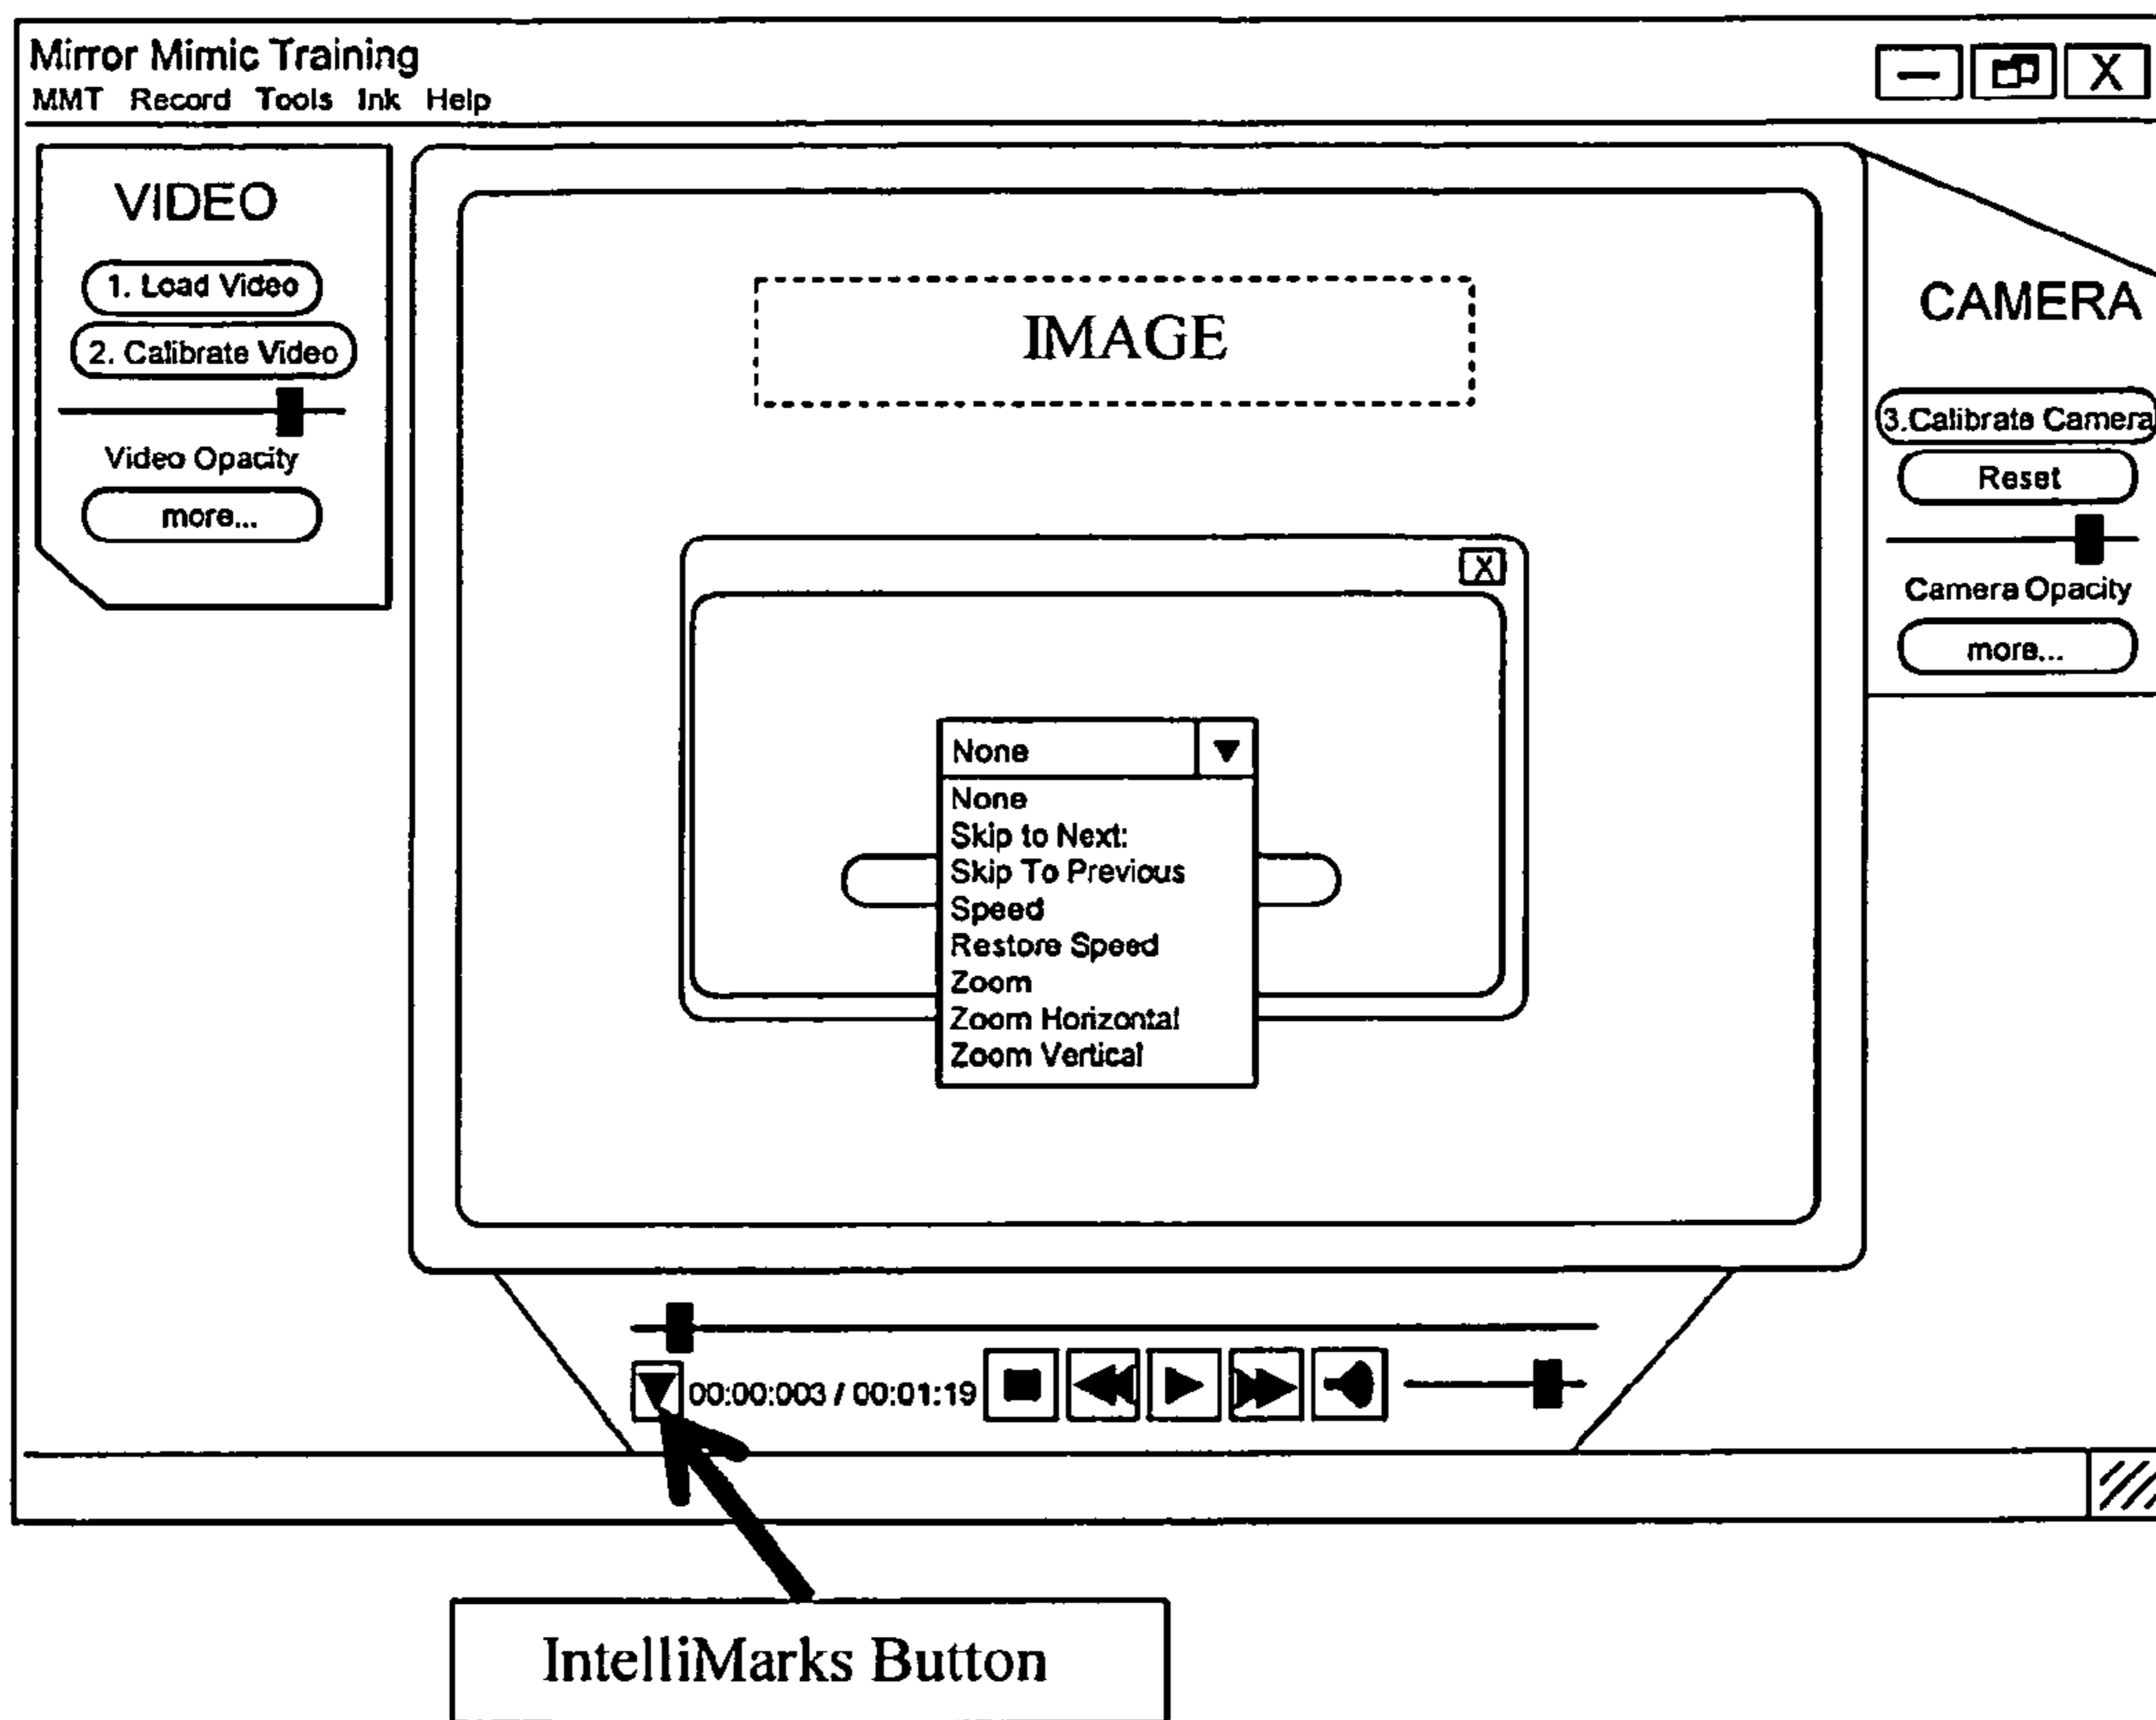 Mirror Mimic Training
MMT Record Tools Ink Help
X
VIDEO
1. Load Video
2. Calibrate Video
Video Opacity
more...
IMAGE
CAMERA
3.Calibrate Camera
Reset
Camera Opacity
more...
X
None
None
Skip to Next:
Skip To Previous
Speed
Restore Speed
Zoom
Zoom Horizontal
Zoom Vertical
00:00:003 / 00:01:19
IntelliMarks Button